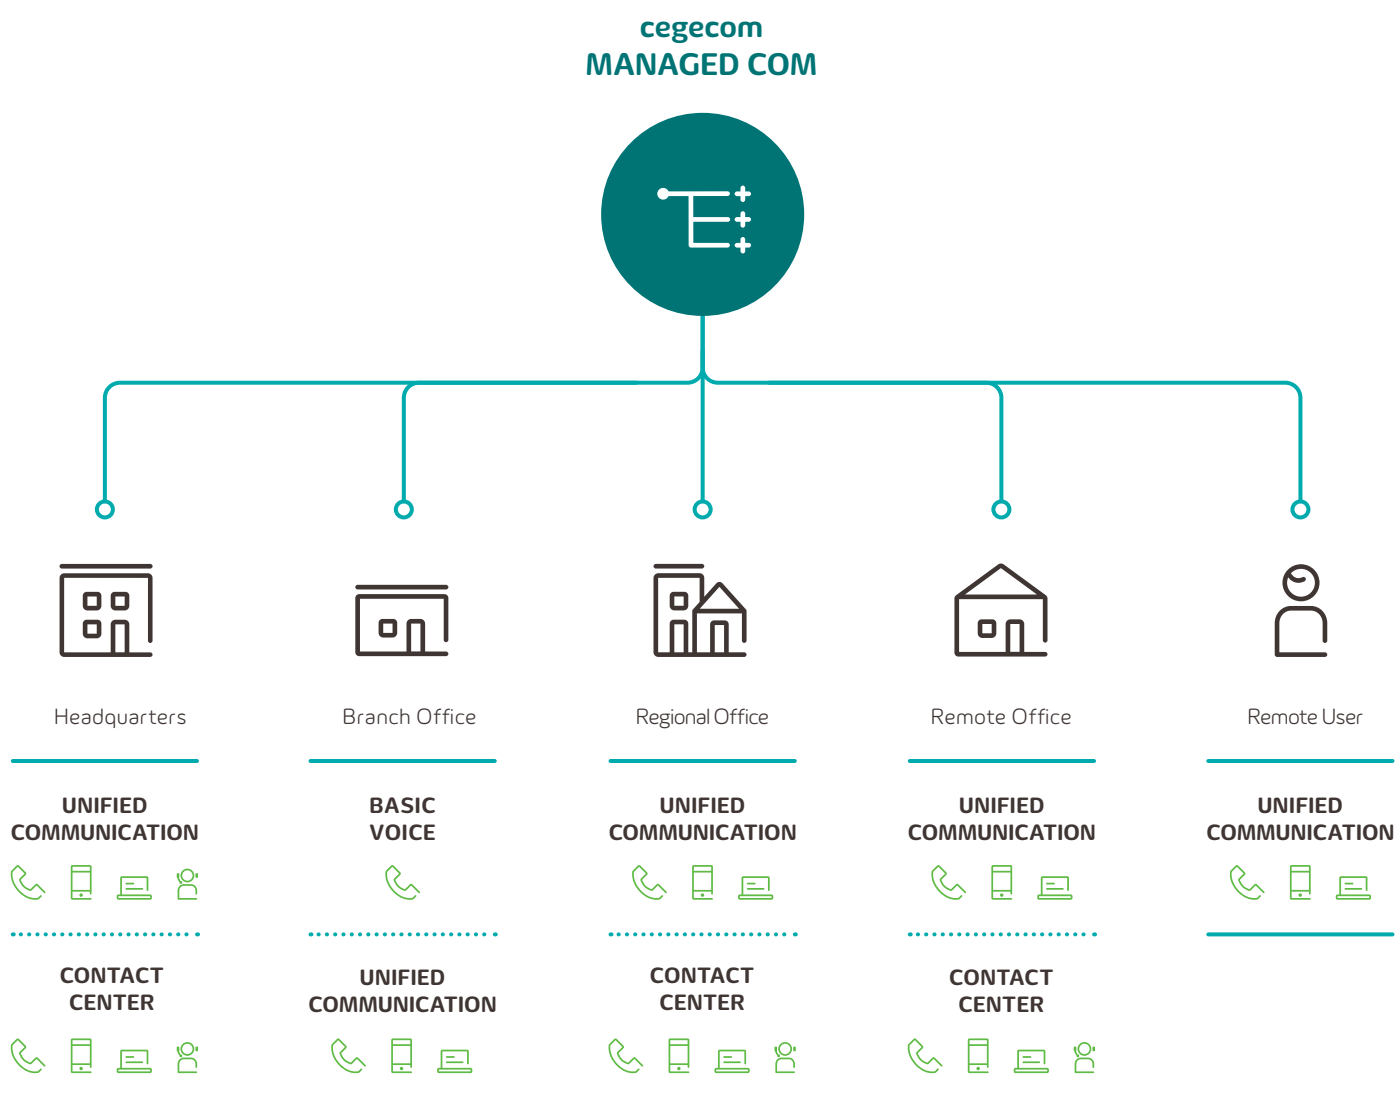 cegecom
MANAGED COM
Headquarters
UNIFIED
COMMUNICATION
CONTACT
CENTER
Branch Office
BASIC
VOICE
UNIFIED
COMMUNICATION
Regional Office
UNIFIED
COMMUNICATION
CONTACT
CENTER
Remote Office
UNIFIED
COMMUNICATION
CONTACT
CENTER
Remote User
UNIFIED
COMMUNICATION